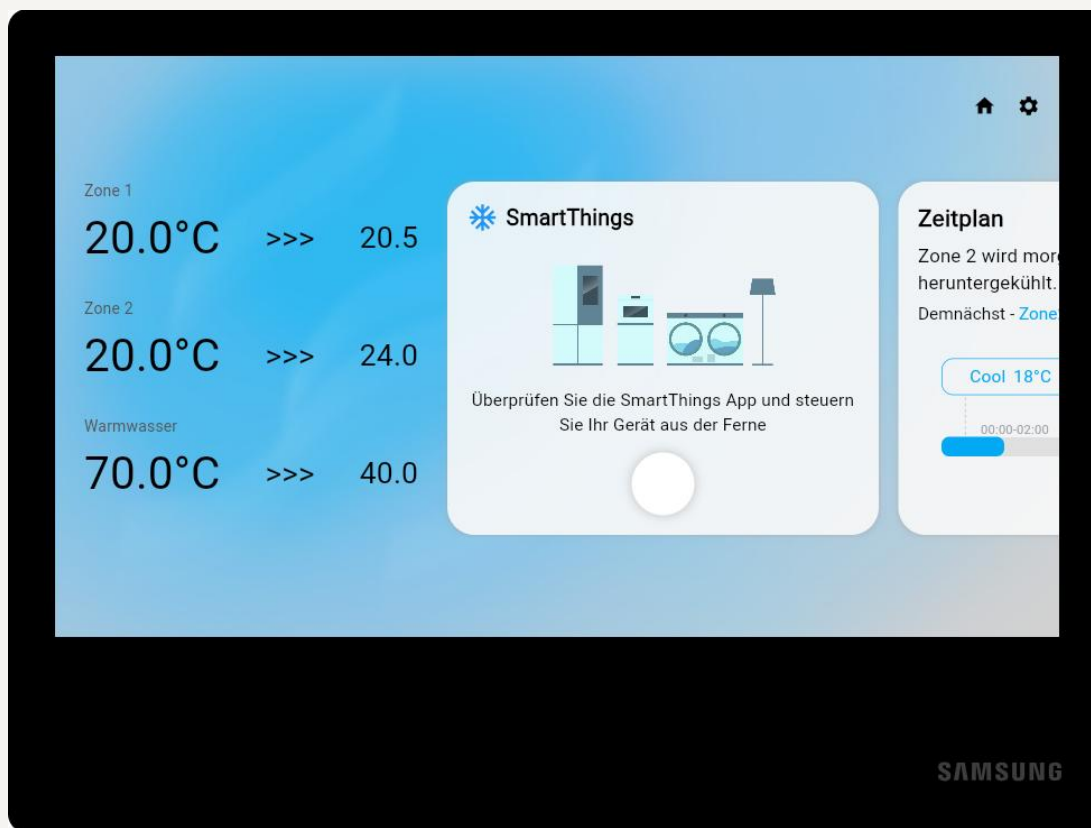 Zone 1
20.0°C >>> 20.5
Zone 2
20.0°C >>> 24.0
Warmwasser
70.0°C >>> 40.0
SmartThings
Überprüfen Sie die SmartThings App und steuern
Sie Ihr Gerät aus der Ferne
Zeitplan
Zone 2 wird
heruntergekühlt.
Demnächst - Zone
Cool 18°C
00:00-02:00
SAMSUNG